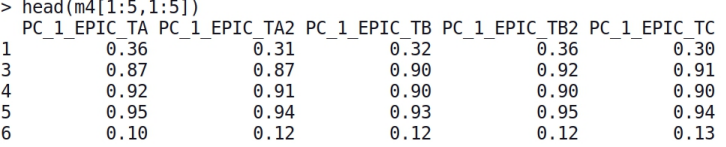 > head(m4[1:5,1:5])
PC_1_EPIC_TA PC_1_EPIC_TA2 PC_1_EPIC_TB PC_1_EPIC_TB2 PC_1_EPIC_TC
1 0.36 0.31 0.32 0.36 0.30
3 0.87 0.87 0.90 0.92 0.91
4 0.92 0.91 0.90 0.90 0.90
5 0.95 0.94 0.93 0.95 0.94
6 0.10 0.12 0.12 0.12 0.13